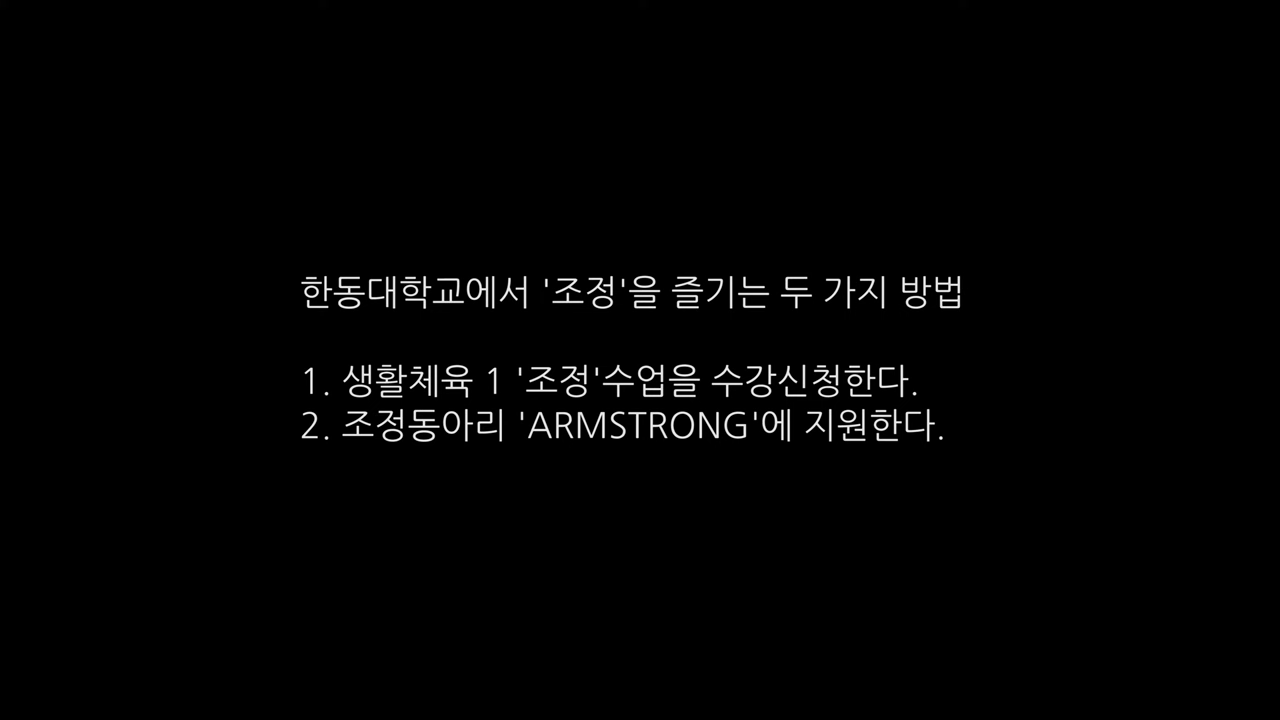 한동대학교에서 '조정'을 즐기는 두 가지 방법
1. 생활체육 1 '조정'수업을 수강신청한다.
2. 조정동아리 'ARMSTRONG'에 지원한다.